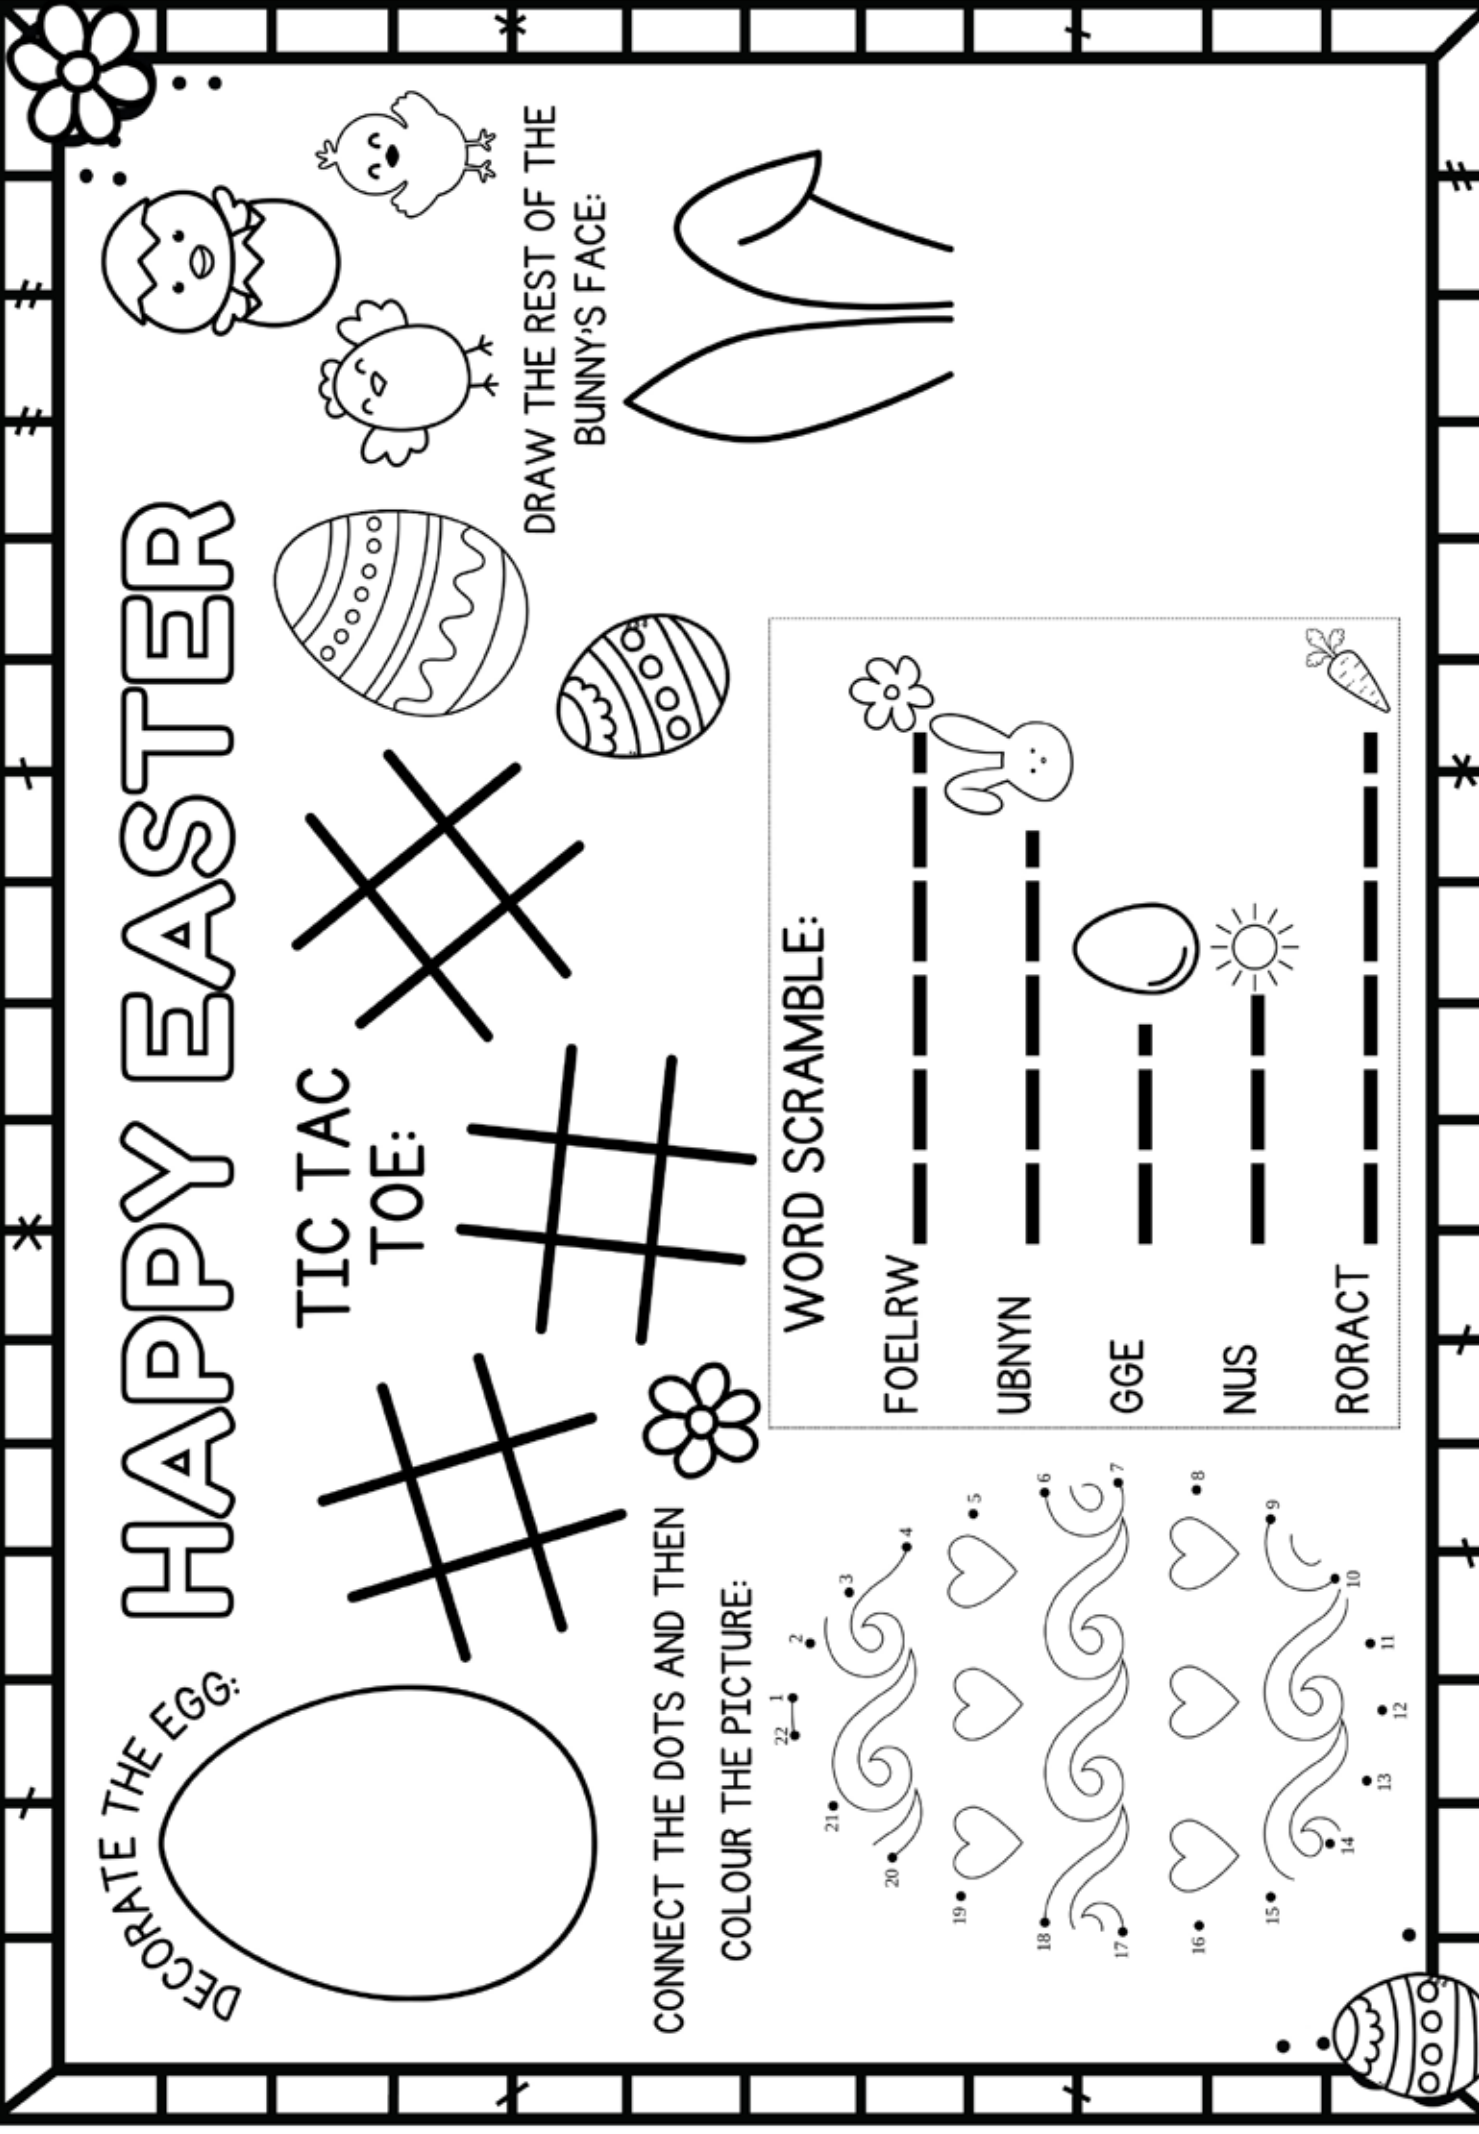 HAPPY EASTER
DECORATE THE EGG:
TIC TAC
TOE:
DRAW THE REST OF THE
BUNNY'S FACE:
CONNECT THE DOTS AND THEN
COLOUR THE PICTURE:
1
2
3
4
5
6
7
8
9
10
11
12
13
14
15
16
17
18
19
20
21
22
WORD SCRAMBLE:
FOELRW
UBNYN
GGE
NUS
RORACT